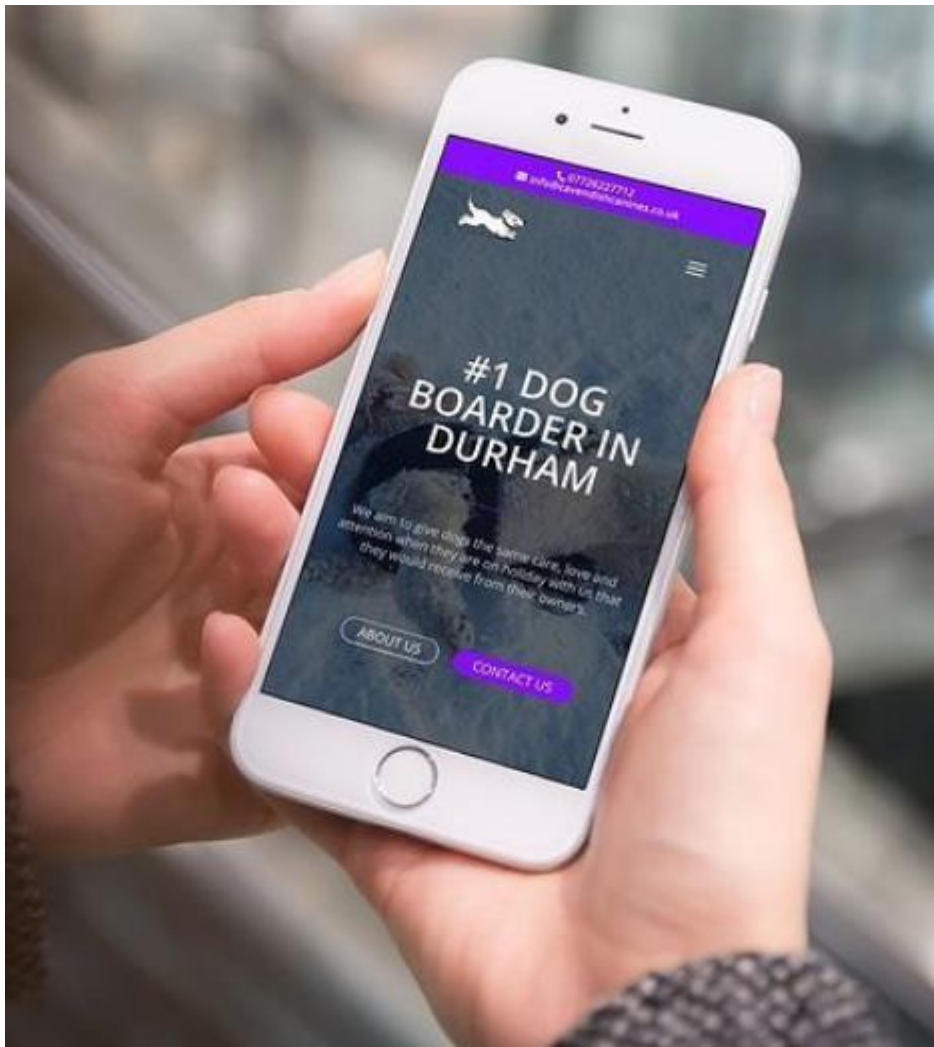 07726227712
info@cavendishcanines.co.uk
#1 DOG
BOARDER IN
DURHAM
We aim to give dogs the same care, love and
attention when they are on holiday with us that
they would receive from their owners.
ABOUT US
CONTACT US